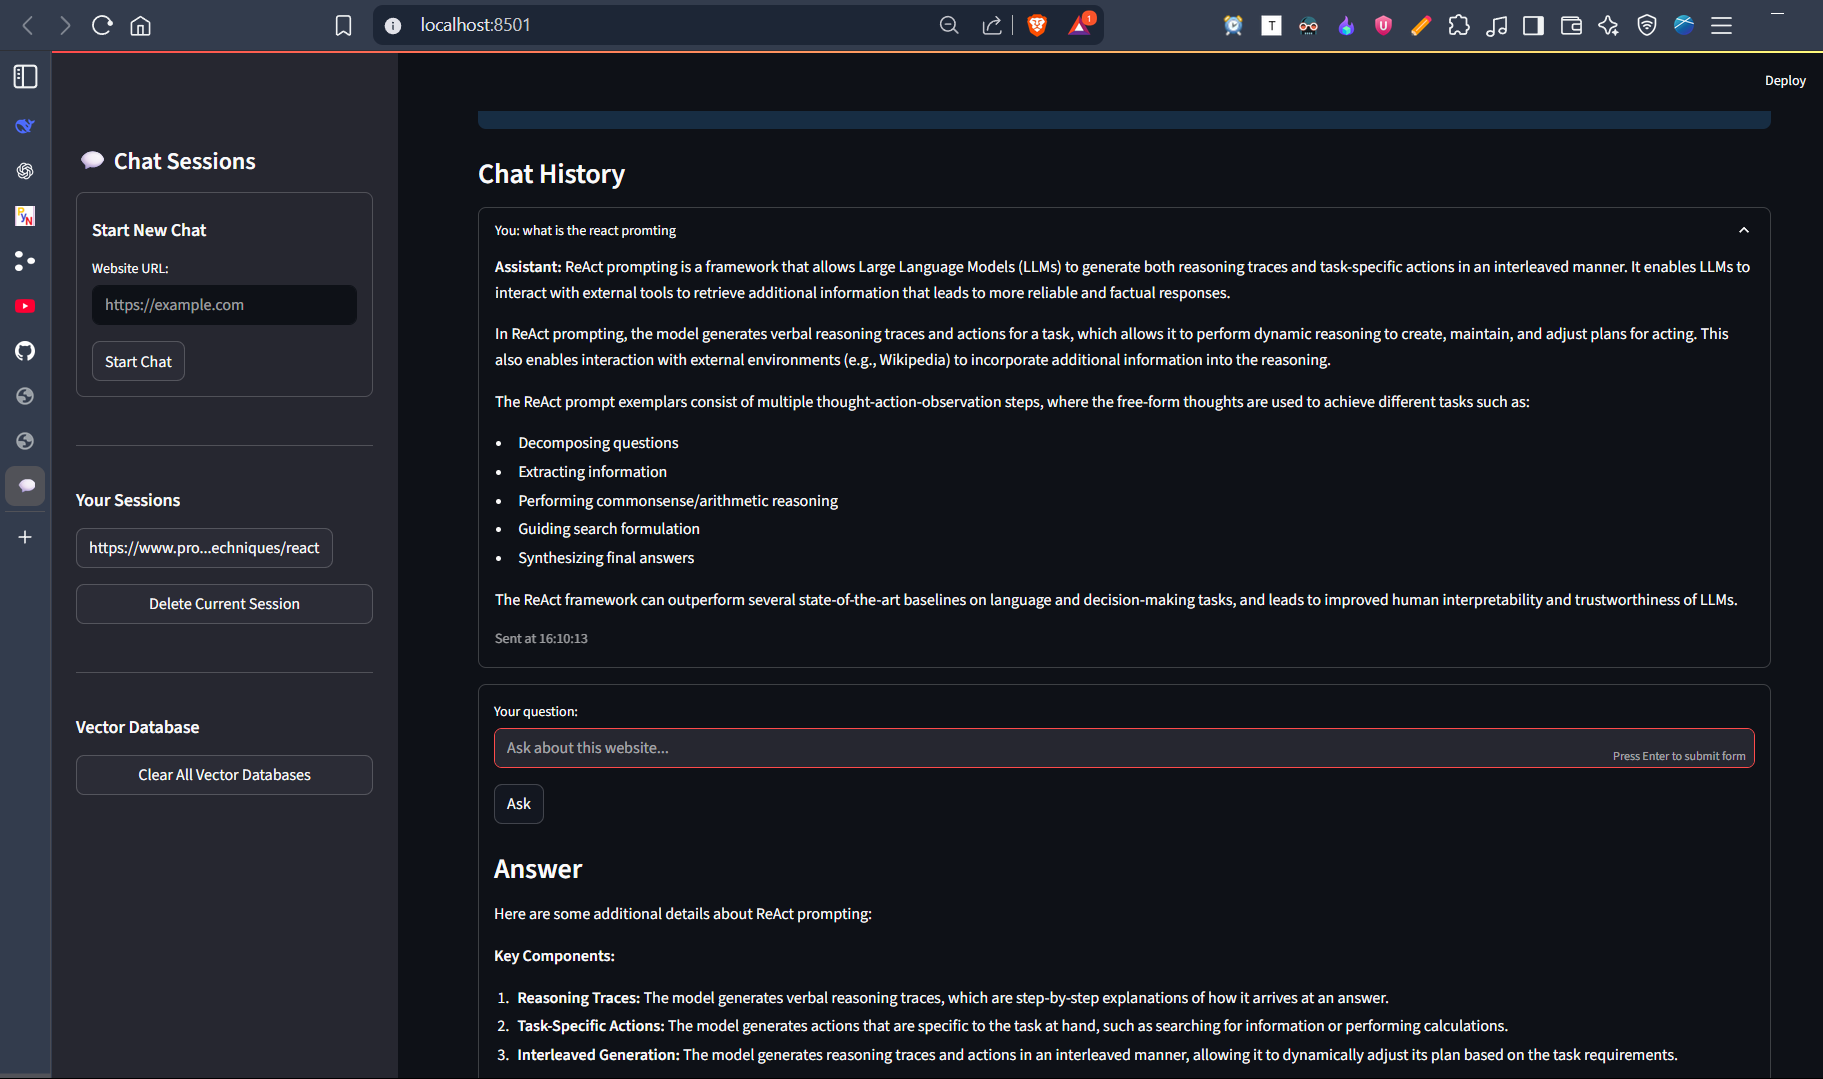 localhost:8501
1
T
Deploy
Chat Sessions
Start New Chat
Website URL:
https://example.com
Start Chat
Your Sessions
https://www.pro...echniques/react
Delete Current Session
Vector Database
Clear All Vector Databases
Chat History
You: what is the react promting
Assistant: ReAct prompting is a framework that allows Large Language Models (LLMs) to generate both reasoning traces and task-specific actions in an interleaved manner. It enables LLMs to
interact with external tools to retrieve additional information that leads to more reliable and factual responses.
In ReAct prompting, the model generates verbal reasoning traces and actions for a task, which allows it to perform dynamic reasoning to create, maintain, and adjust plans for acting. This
also enables interaction with external environments (e.g., Wikipedia) to incorporate additional information into the reasoning.
The ReAct prompt exemplars consist of multiple thought-action-observation steps, where the free-form thoughts are used to achieve different tasks such as:
• Decomposing questions
• Extracting information
• Performing commonsense/arithmetic reasoning
• Guiding search formulation
• Synthesizing final answers
The ReAct framework can outperform several state-of-the-art baselines on language and decision-making tasks, and leads to improved human interpretability and trustworthiness of LLMs.
Sent at 16:10:13
Your question:
Ask about this website...
Press Enter to submit form
Ask
Answer
Here are some additional details about ReAct prompting:
Key Components:
1. Reasoning Traces: The model generates verbal reasoning traces, which are step-by-step explanations of how it arrives at an answer.
2. Task-Specific Actions: The model generates actions that are specific to the task at hand, such as searching for information or performing calculations.
3. Interleaved Generation: The model generates reasoning traces and actions in an interleaved manner, allowing it to dynamically adjust its plan based on the task requirements.